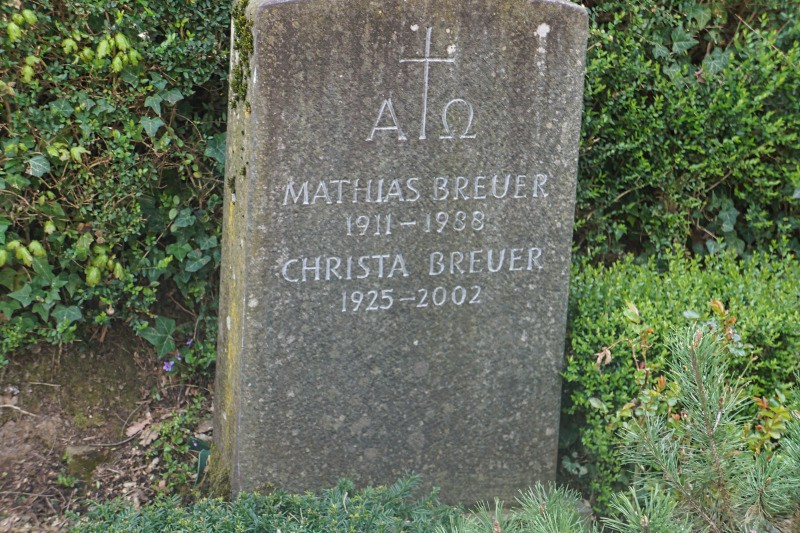 Α Ω
MATHIAS BREUER
1911–1988
CHRISTA BREUER
1925–2002